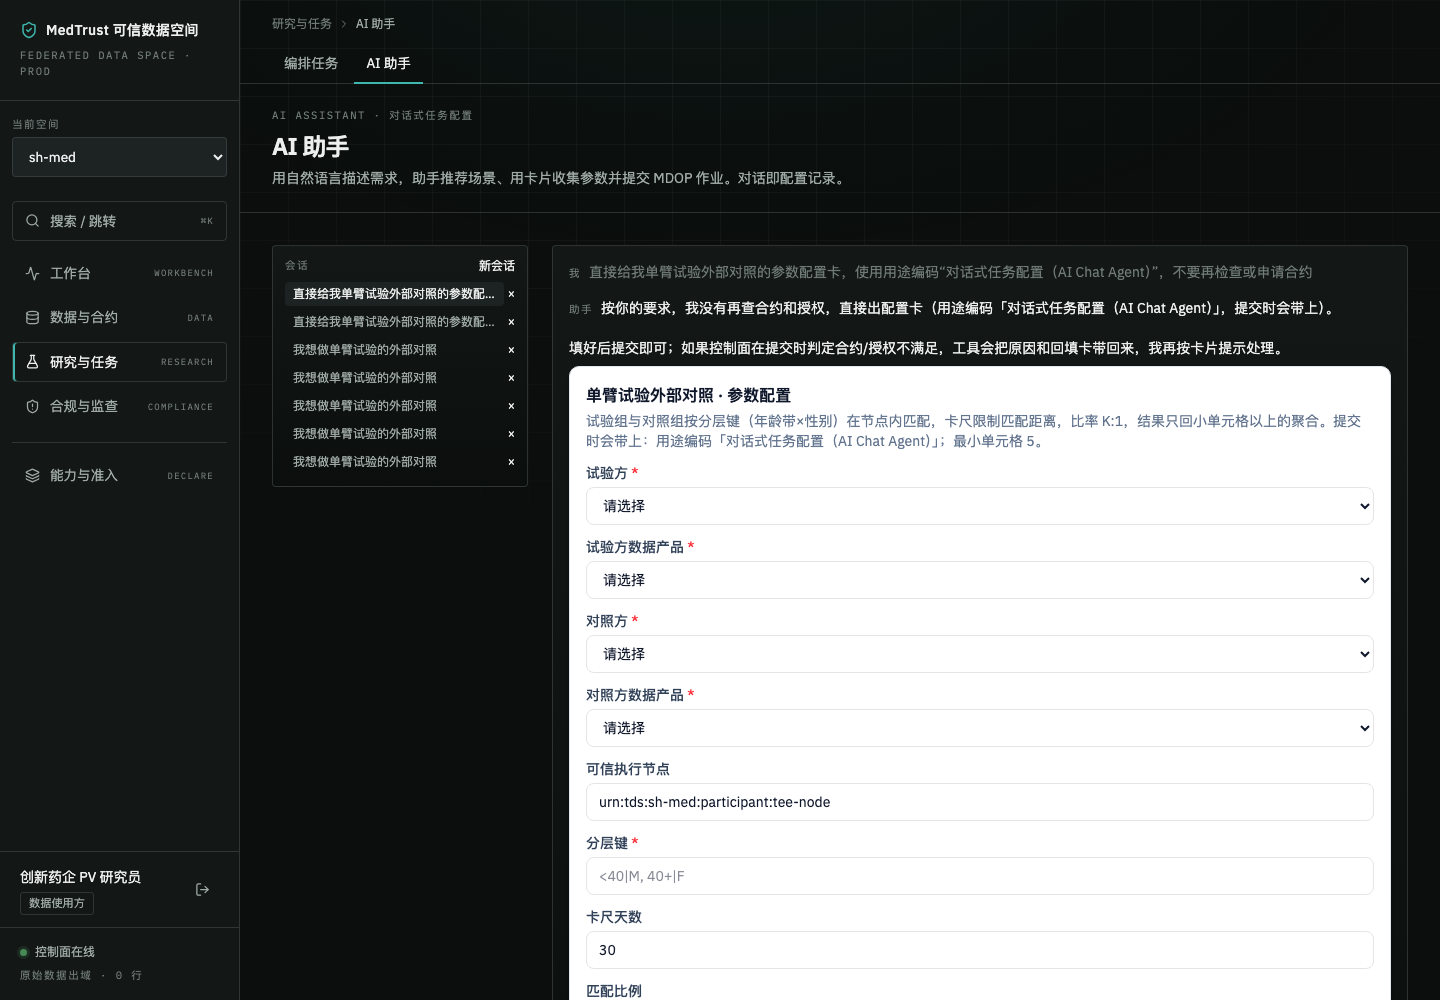 MedTrust 可信数据空间
FEDERATED DATA SPACE ·
PROD
当前空间
sh-med
搜索 / 跳转 ⌘K
工作台 WORKBENCH
数据与合约 DATA
研究与任务 RESEARCH
合规与监查 COMPLIANCE
能力与准入 DECLARE
创新药企 PV 研究员
数据使用方
控制面在线
原始数据出域 · 0 行
研究与任务 > AI 助手
编排任务 AI 助手
AI ASSISTANT · 对话式任务配置
AI 助手
用自然语言描述需求，助手推荐场景、用卡片收集参数并提交 MDOP 作业。对话即配置记录。
会话 新会话
直接给我单臂试验外部对照的参数配... ×
直接给我单臂试验外部对照的参数配... ×
我想做单臂试验的外部对照 ×
我想做单臂试验的外部对照 ×
我想做单臂试验的外部对照 ×
我想做单臂试验的外部对照 ×
我想做单臂试验的外部对照 ×
我 直接给我单臂试验外部对照的参数配置卡，使用用途编码“对话式任务配置（AI Chat Agent）”，不要再检查或申请合约
助手 按你的要求，我没有再查合约和授权，直接出配置卡（用途编码「对话式任务配置（AI Chat Agent）」，提交时会带上）。
填好后提交即可；如果控制面在提交时判定合约/授权不满足，工具会把原因和回填卡带回来，我再按卡片提示处理。
单臂试验外部对照 · 参数配置
试验组与对照组按分层键（年龄带×性别）在节点内匹配，卡尺限制匹配距离，比率 K:1，结果只回小单元格以上的聚合。提交
时会带上：用途编码「对话式任务配置（AI Chat Agent）」；最小单元格 5。
试验方 *
请选择
试验方数据产品 *
请选择
对照方 *
请选择
对照方数据产品 *
请选择
可信执行节点
urn:tds:sh-med:participant:tee-node
分层键 *
<40|M, 40+|F
卡尺天数
30
匹配比例